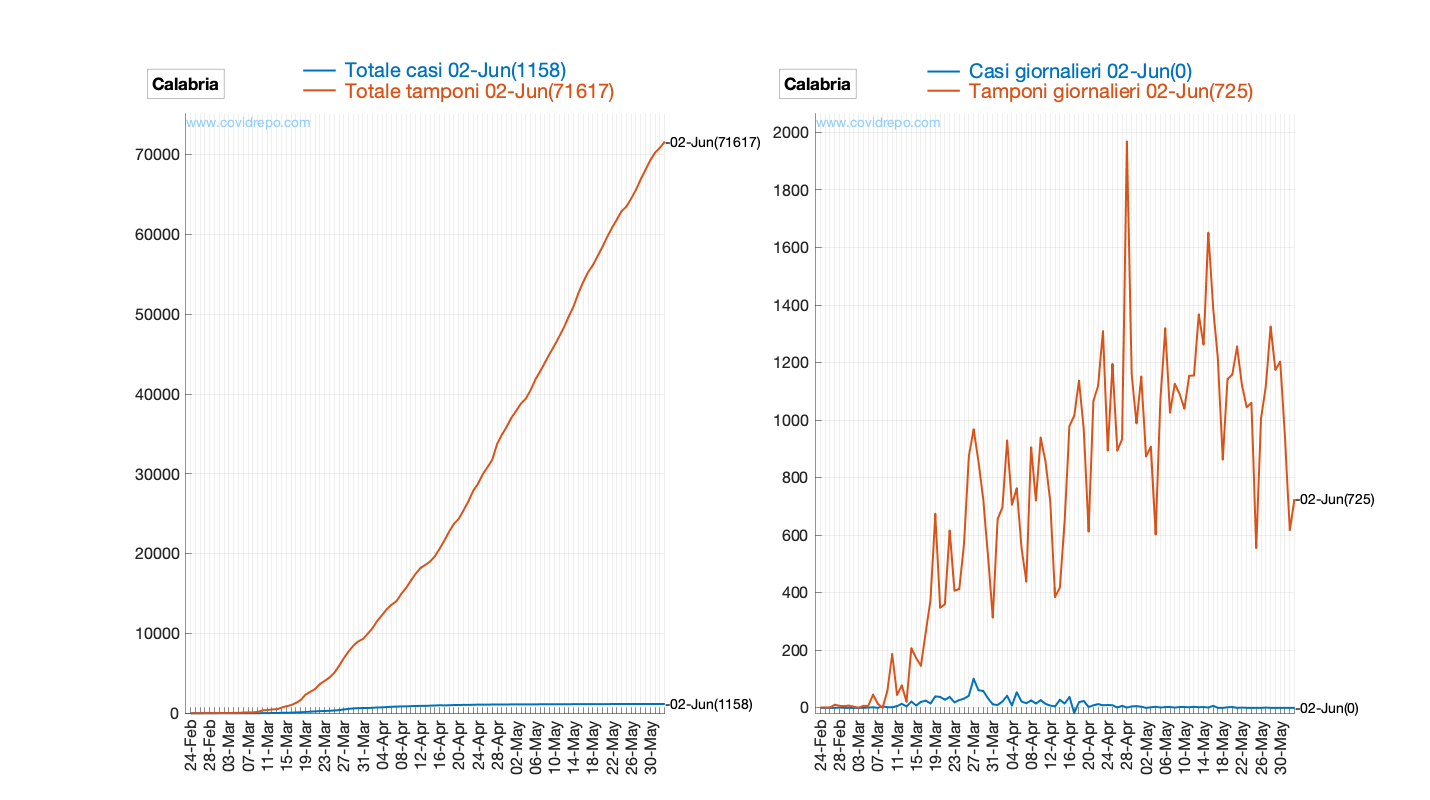 Calabria
Totale casi 02-Jun(1158)
Totale tamponi 02-Jun(71617)
www.covidrepo.com
70000
60000
50000
40000
30000
20000
10000
0
02-Jun(71617)
02-Jun(1158)
24-Feb
28-Feb
03-Mar
07-Mar
11-Mar
15-Mar
19-Mar
23-Mar
27-Mar
31-Mar
04-Apr
08-Apr
12-Apr
16-Apr
20-Apr
24-Apr
28-Apr
02-May
06-May
10-May
14-May
18-May
22-May
26-May
30-May
Calabria
Casi giornalieri 02-Jun(0)
Tamponi giornalieri 02-Jun(725)
www.covidrepo.com
2000
1800
1600
1400
1200
1000
800
600
400
200
0
02-Jun(725)
02-Jun(0)
24-Feb
28-Feb
03-Mar
07-Mar
11-Mar
15-Mar
19-Mar
23-Mar
27-Mar
31-Mar
04-Apr
08-Apr
12-Apr
16-Apr
20-Apr
24-Apr
28-Apr
02-May
06-May
10-May
14-May
18-May
22-May
26-May
30-May